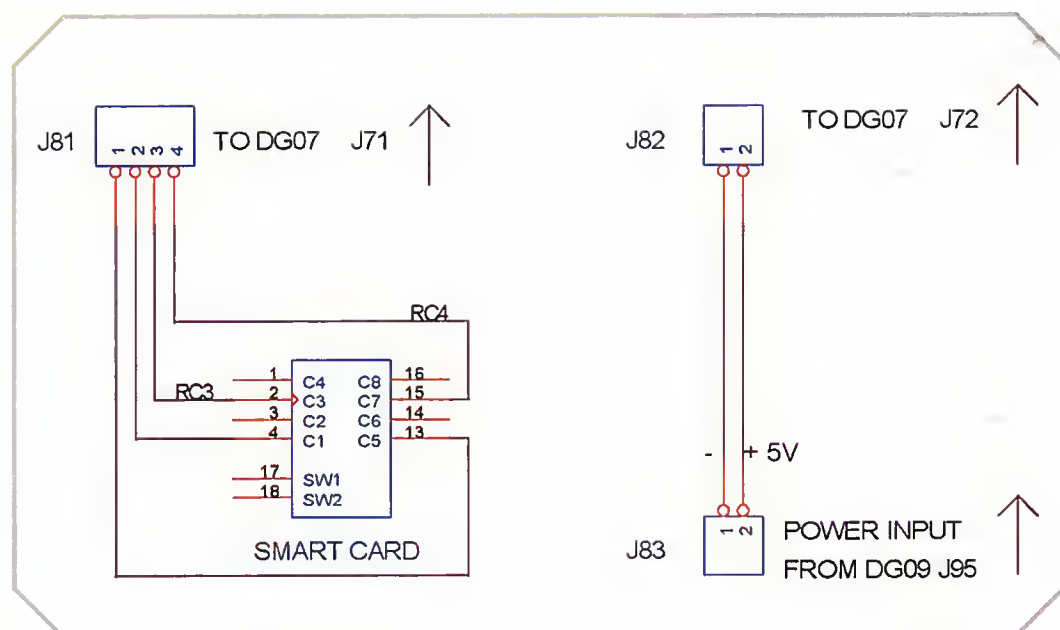 J81
1 2 3 4
TO DG07 J71
J82
1 2
TO DG07 J72
RC4
RC3
1 C4 C8 16
2 C3 C7 15
3 C2 C6 14
4 C1 C5 13
17 SW1
18 SW2
SMART CARD
- + 5V
J83
1 2
POWER INPUT
FROM DG09 J95